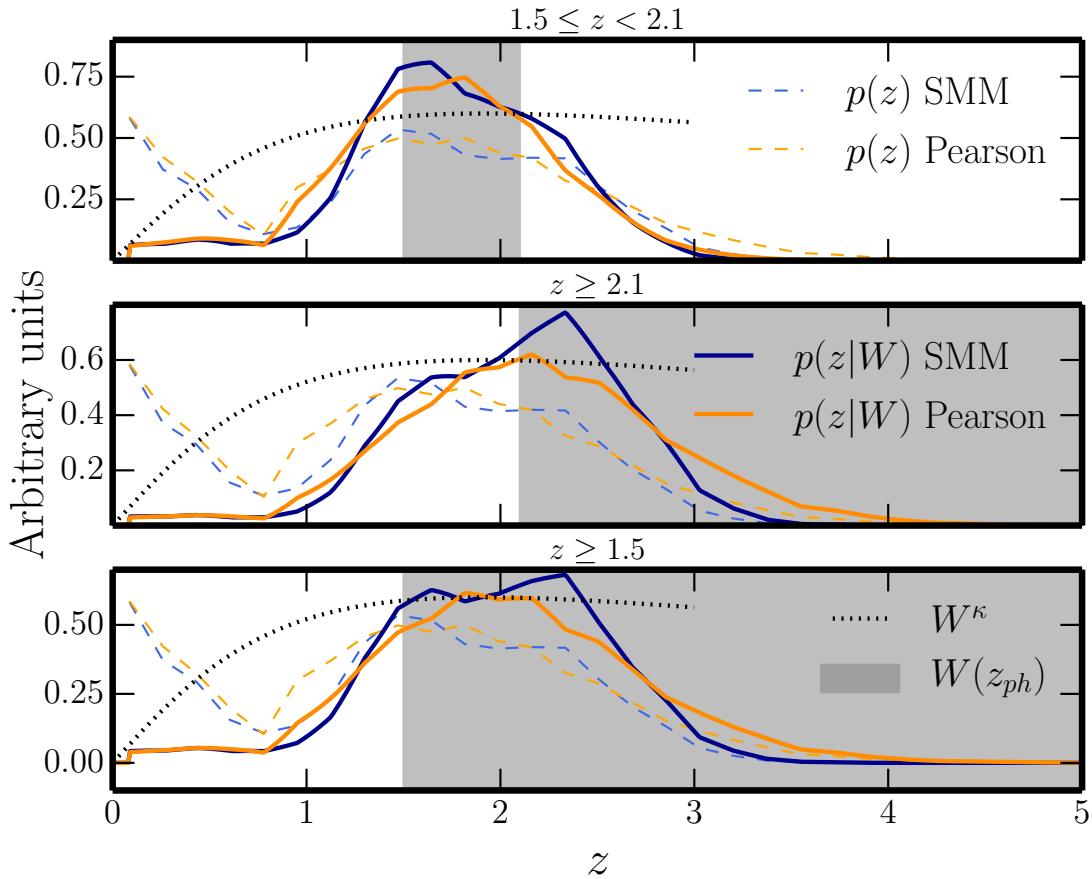 1.5 ≤ z < 2.1
0.75
0.50
0.25
p(z) SMM
p(z) Pearson
Arbitrary units
z ≥ 2.1
0.6
0.4
0.2
p(z|W) SMM
p(z|W) Pearson
z ≥ 1.5
0.50
0.25
0.00
W^κ
W(z_{ph})
0 1 2 3 4 5
z